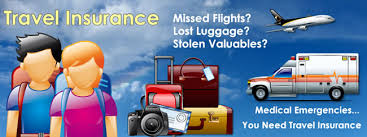 Travel Insurance
Missed Flights?
Lost Luggage?
Stolen Valuables?
Medical Emergencies...
You Need Travel Insurance